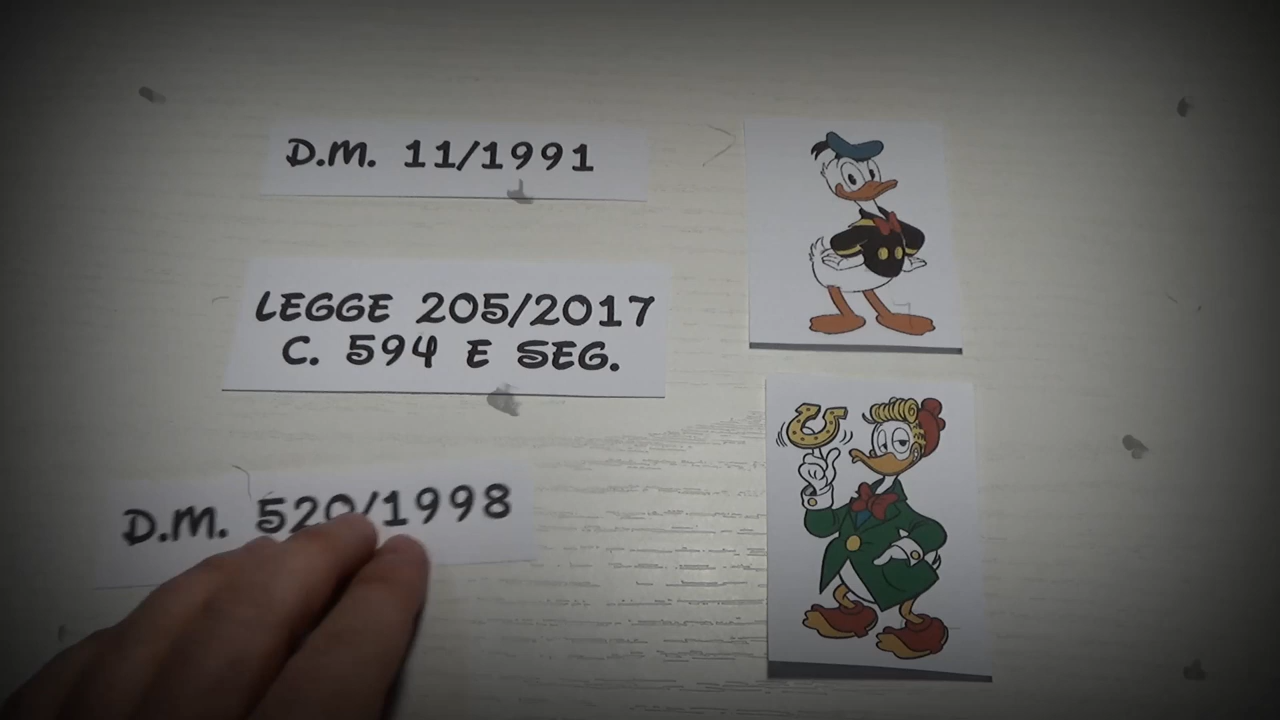 D.M. 11/1991
LEGGE 205/2017
C. 594 E SEG.
D.M. 520/1998